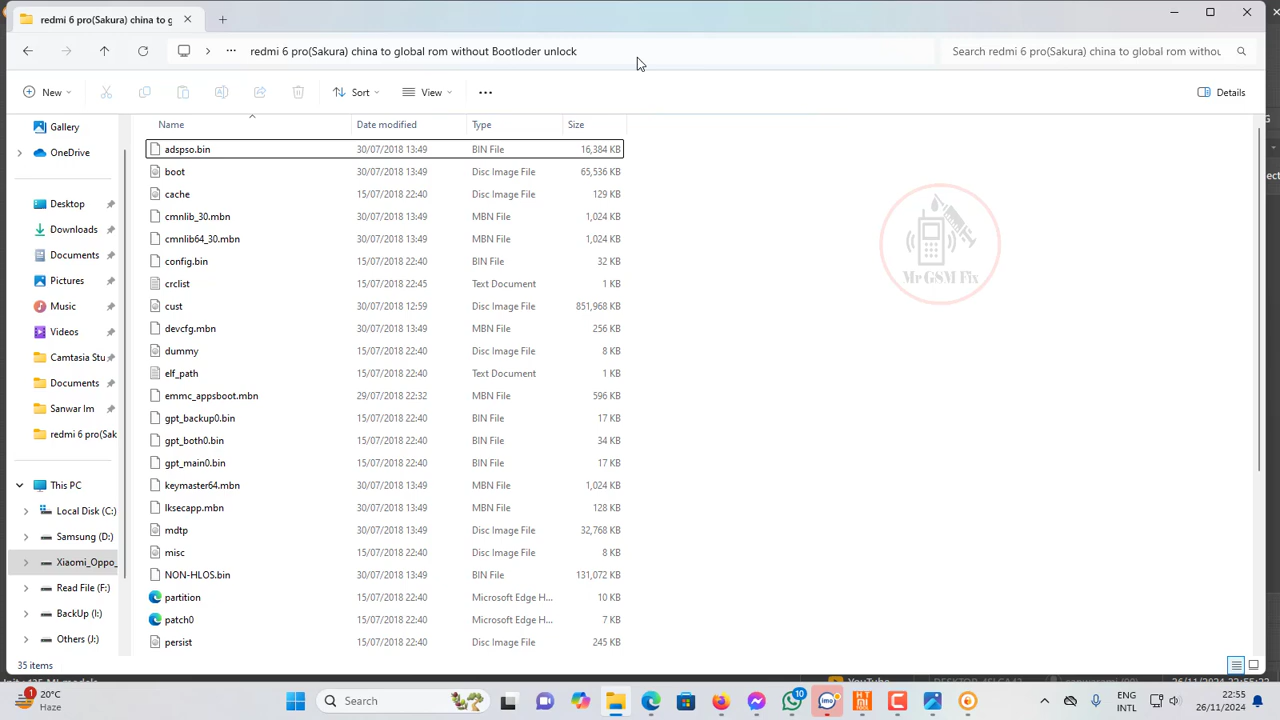 redmi 6 pro(Sakura) china to g
redmi 6 pro(Sakura) china to global rom without Bootloder unlock
Search redmi 6 pro(Sakura) china to global rom withou
New
Sort
View
Details
Gallery
OneDrive
Desktop
Downloads
Documents
Pictures
Music
Videos
Camtasia Stu
Documents
Sanwar Im
redmi 6 pro(Sak
This PC
Local Disk (C:)
Samsung (D:)
Xiaomi_Oppo_
Read File (F:)
BackUp (I:)
Others (J:)
Name Date modified Type Size
adspso.bin 30/07/2018 13:49 BIN File 16,384 KB
boot 30/07/2018 13:49 Disc Image File 65,536 KB
cache 15/07/2018 22:40 Disc Image File 129 KB
cmnlib_30.mbn 30/07/2018 13:49 MBN File 1,024 KB
cmnlib64_30.mbn 30/07/2018 13:49 MBN File 1,024 KB
config.bin 15/07/2018 22:40 BIN File 32 KB
crclist 15/07/2018 22:45 Text Document 1 KB
cust 30/07/2018 12:59 Disc Image File 851,968 KB
devcfg.mbn 30/07/2018 13:49 MBN File 256 KB
dummy 15/07/2018 22:40 Disc Image File 8 KB
elf_path 15/07/2018 22:40 Text Document 1 KB
emmc_appsboot.mbn 29/07/2018 22:32 MBN File 596 KB
gpt_backup0.bin 15/07/2018 22:40 BIN File 17 KB
gpt_both0.bin 15/07/2018 22:40 BIN File 34 KB
gpt_main0.bin 15/07/2018 22:40 BIN File 17 KB
keymaster64.mbn 30/07/2018 13:49 MBN File 1,024 KB
lksecapp.mbn 30/07/2018 13:49 MBN File 128 KB
mdtp 30/07/2018 13:49 Disc Image File 32,768 KB
misc 15/07/2018 22:40 Disc Image File 8 KB
NON-HLOS.bin 30/07/2018 13:49 BIN File 131,072 KB
partition 15/07/2018 22:40 Microsoft Edge H... 10 KB
patch0 15/07/2018 22:40 Microsoft Edge H... 7 KB
persist 15/07/2018 22:40 Disc Image File 245 KB
Mr GSM Fix
35 items
YouTube
1
20°C
Haze
Search
10
imo
HT
MI
ENG
INTL
22:55
26/11/2024